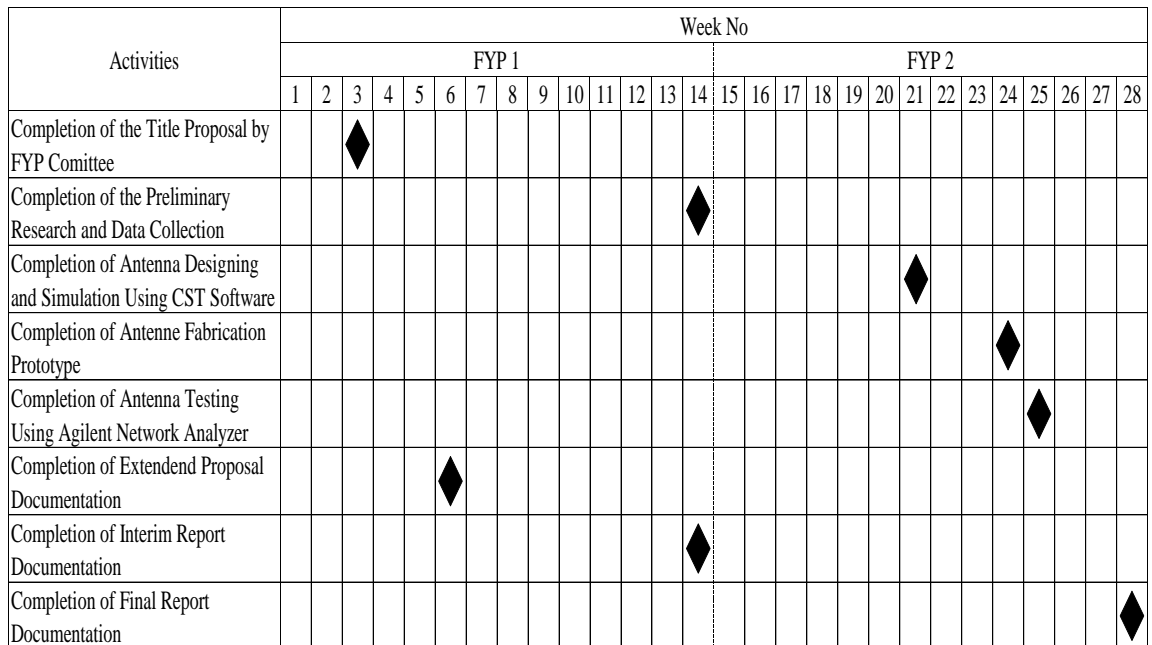 Week No
Activities
FYP 1
FYP 2
1 2 3 4 5 6 7 8 9 10 11 12 13 14 15 16 17 18 19 20 21 22 23 24 25 26 27 28
Completion of the Title Proposal by
FYP Comittee
Completion of the Preliminary
Research and Data Collection
Completion of Antenna Designing
and Simulation Using CST Software
Completion of Antenne Fabrication
Prototype
Completion of Antenna Testing
Using Agilent Network Analyzer
Completion of Extendend Proposal
Documentation
Completion of Interim Report
Documentation
Completion of Final Report
Documentation